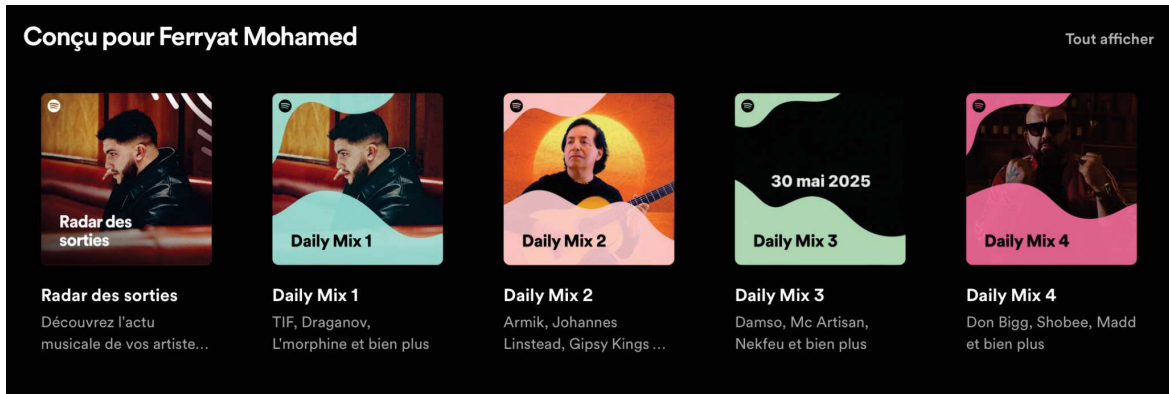 Conçu pour Ferryat Mohamed
Tout afficher
Radar des
sorties
Daily Mix 1
Daily Mix 2
30 mai 2025
Daily Mix 3
Daily Mix 4
Radar des sorties
Découvrez l'actu
musicale de vos artiste...
Daily Mix 1
TIF, Draganov,
L'morphine et bien plus
Daily Mix 2
Armik, Johannes
Linstead, Gipsy Kings ...
Daily Mix 3
Damso, Mc Artisan,
Nekfeu et bien plus
Daily Mix 4
Don Bigg, Shobee, Madd
et bien plus